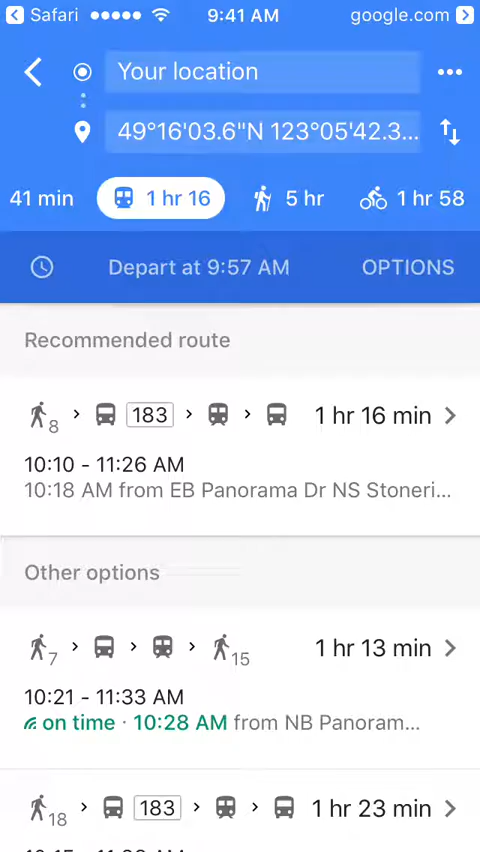 Safari 9:41 AM google.com
Your location
49°16'03.6"N 123°05'42.3...
41 min 1 hr 16 5 hr 1 hr 58
Depart at 9:57 AM OPTIONS
Recommended route
8 183 1 hr 16 min
10:10 - 11:26 AM
10:18 AM from EB Panorama Dr NS Stoneri...
Other options
7 15 1 hr 13 min
10:21 - 11:33 AM
on time · 10:28 AM from NB Panoram...
18 183 1 hr 23 min